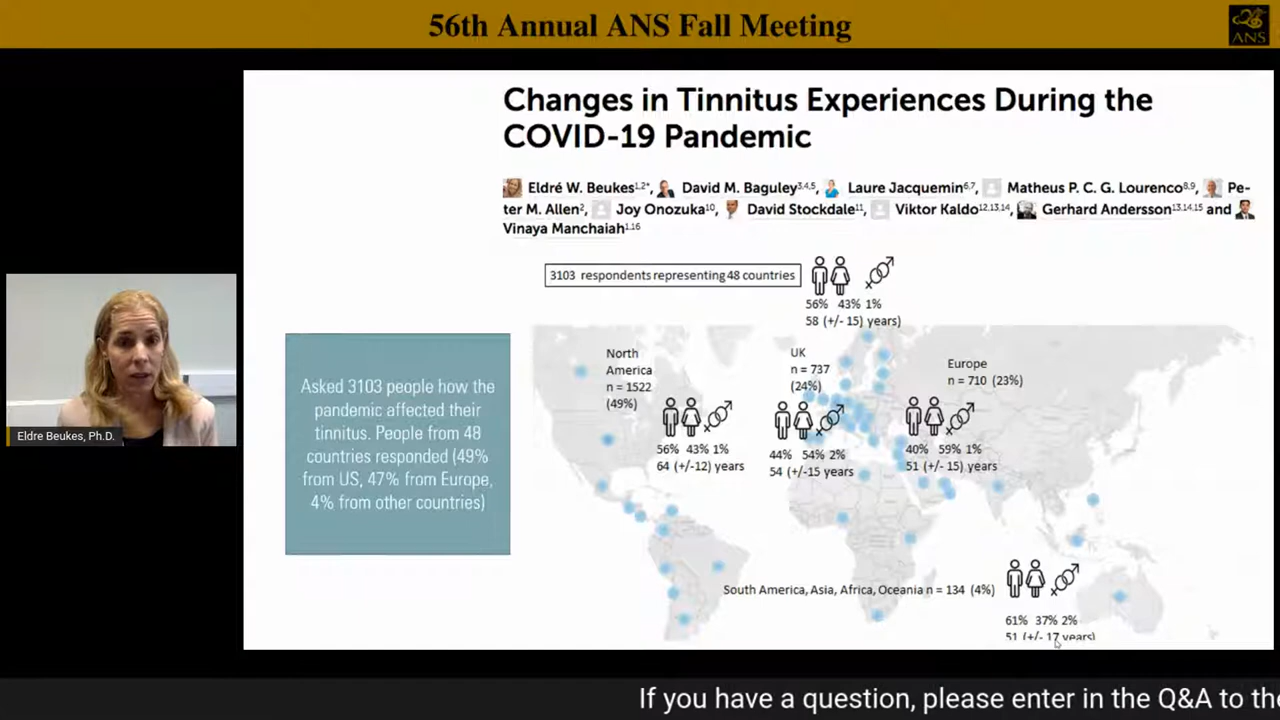 56th Annual ANS Fall Meeting
ANS
Changes in Tinnitus Experiences During the
COVID-19 Pandemic
Eldré W. Beukes1,2*, David M. Baguley3,4,5, Laure Jacquemin6,7, Matheus P. C. G. Lourenco8,9, Pe-
ter M. Allen2, Joy Onozuka10, David Stockdale11, Viktor Kaldo12,13,14, Gerhard Andersson13,14,15 and
Vinaya Manchaiah1,16
3103 respondents representing 48 countries
56% 43% 1%
58 (+/- 15) years)
Asked 3103 people how the
pandemic affected their
tinnitus. People from 48
countries responded (49%
from US, 47% from Europe,
4% from other countries)
North
America
n = 1522
(49%)
56% 43% 1%
64 (+/-12) years
UK
n = 737
(24%)
44% 54% 2%
54 (+/-15 years
Europe
n = 710 (23%)
40% 59% 1%
51 (+/- 15) years
South America, Asia, Africa, Oceania n = 134 (4%)
61% 37% 2%
51 (+/- 17 years)
Eldre Beukes, Ph.D.
If you have a question, please enter in the Q&A to the